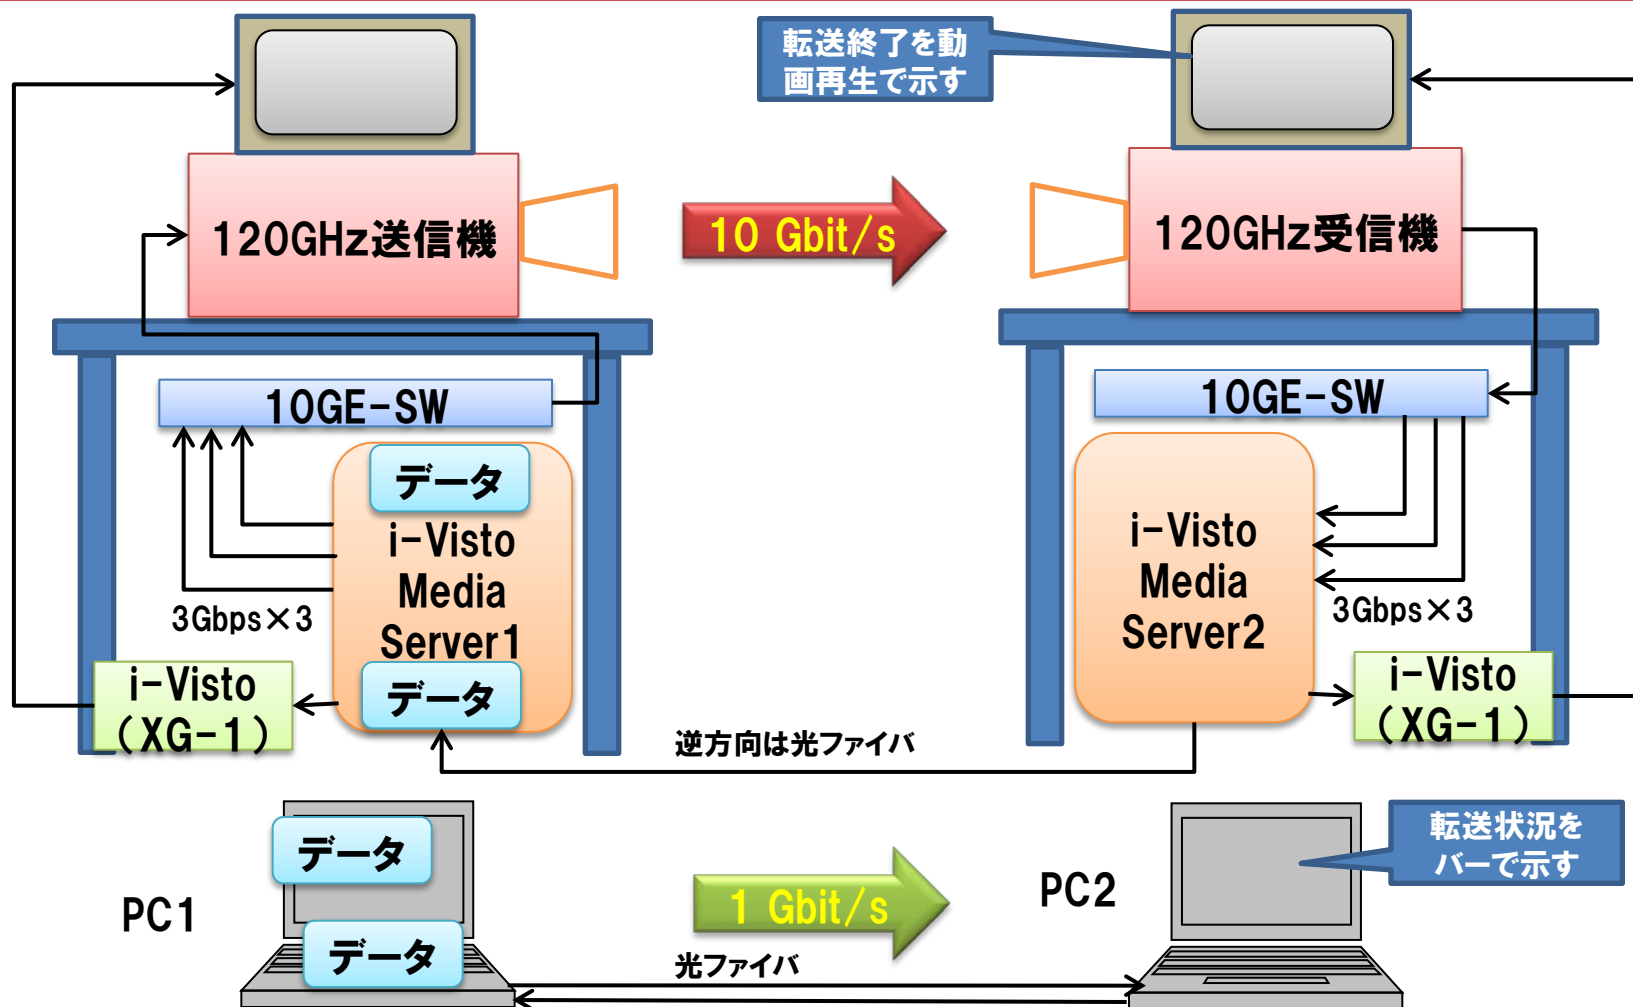 転送終了を動
画再生で示す
120GHz送信機
10 Gbit/s
120GHz受信機
10GE-SW
10GE-SW
データ
i-Visto
Media
Server1
データ
i-Visto
Media
Server2
3Gbps×3
3Gbps×3
i-Visto
(XG-1)
i-Visto
(XG-1)
逆方向は光ファイバ
データ
データ
PC1
1 Gbit/s
光ファイバ
PC2
転送状況を
バーで示す